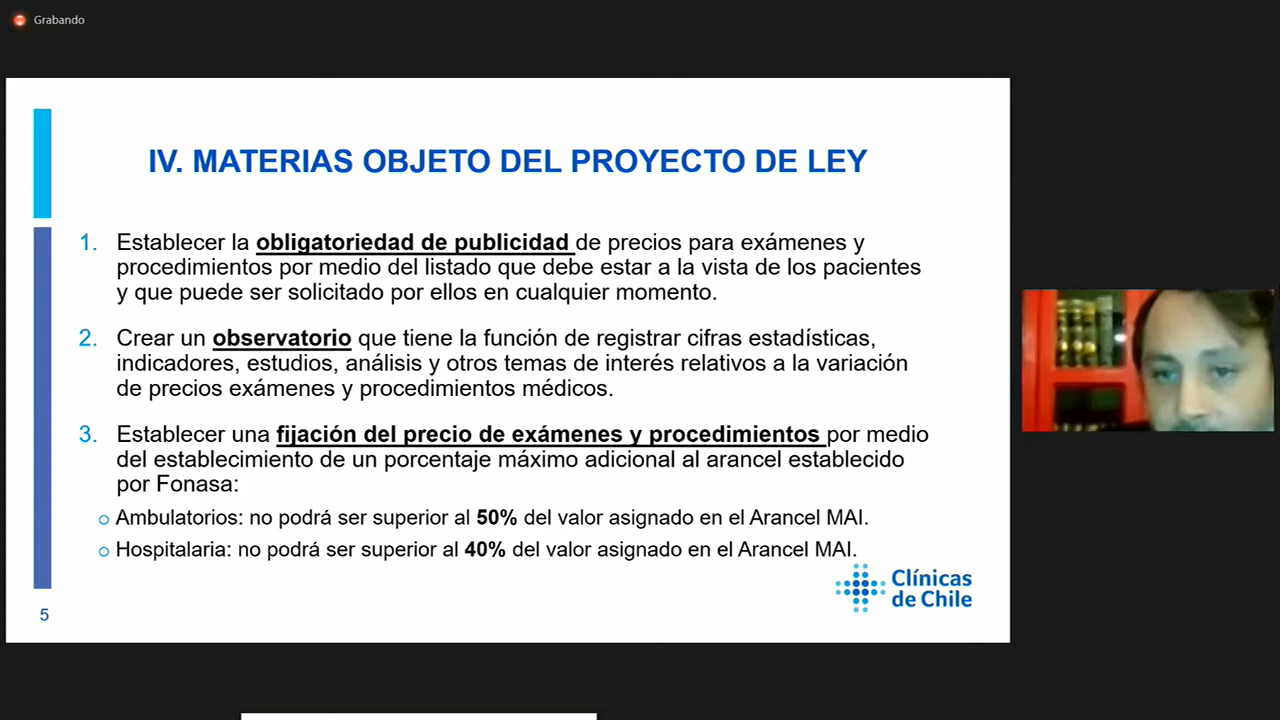 Grabando
IV. MATERIAS OBJETO DEL PROYECTO DE LEY
1. Establecer la obligatoriedad de publicidad de precios para exámenes y
procedimientos por medio del listado que debe estar a la vista de los pacientes
y que puede ser solicitado por ellos en cualquier momento.
2. Crear un observatorio que tiene la función de registrar cifras estadísticas,
indicadores, estudios, análisis y otros temas de interés relativos a la variación
de precios exámenes y procedimientos médicos.
3. Establecer una fijación del precio de exámenes y procedimientos por medio
del establecimiento de un porcentaje máximo adicional al arancel establecido
por Fonasa:
o Ambulatorios: no podrá ser superior al 50% del valor asignado en el Arancel MAI.
o Hospitalaria: no podrá ser superior al 40% del valor asignado en el Arancel MAI.
Clínicas
de Chile
5